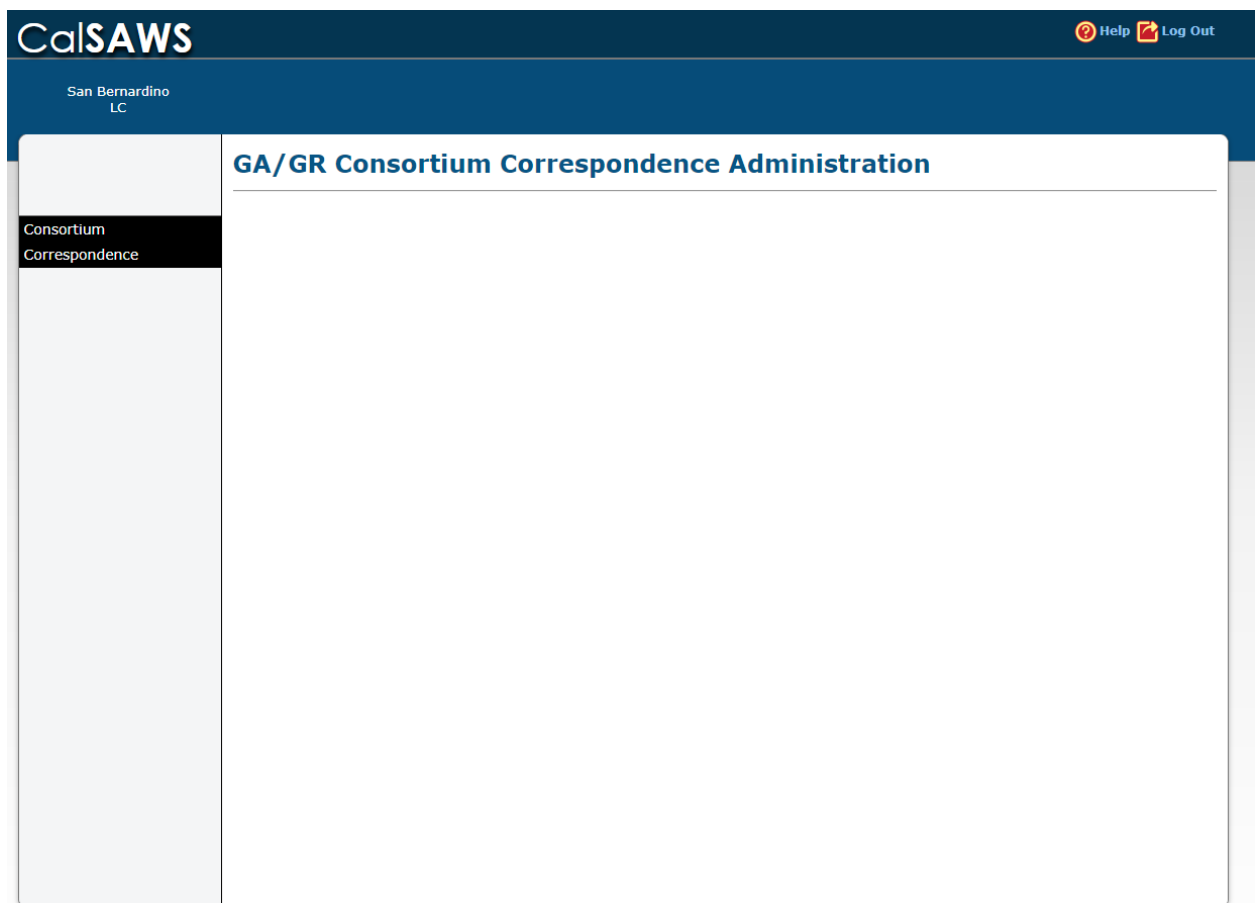 CalSAWS
Help Log Out
San Bernardino
LC
GA/GR Consortium Correspondence Administration
Consortium
Correspondence